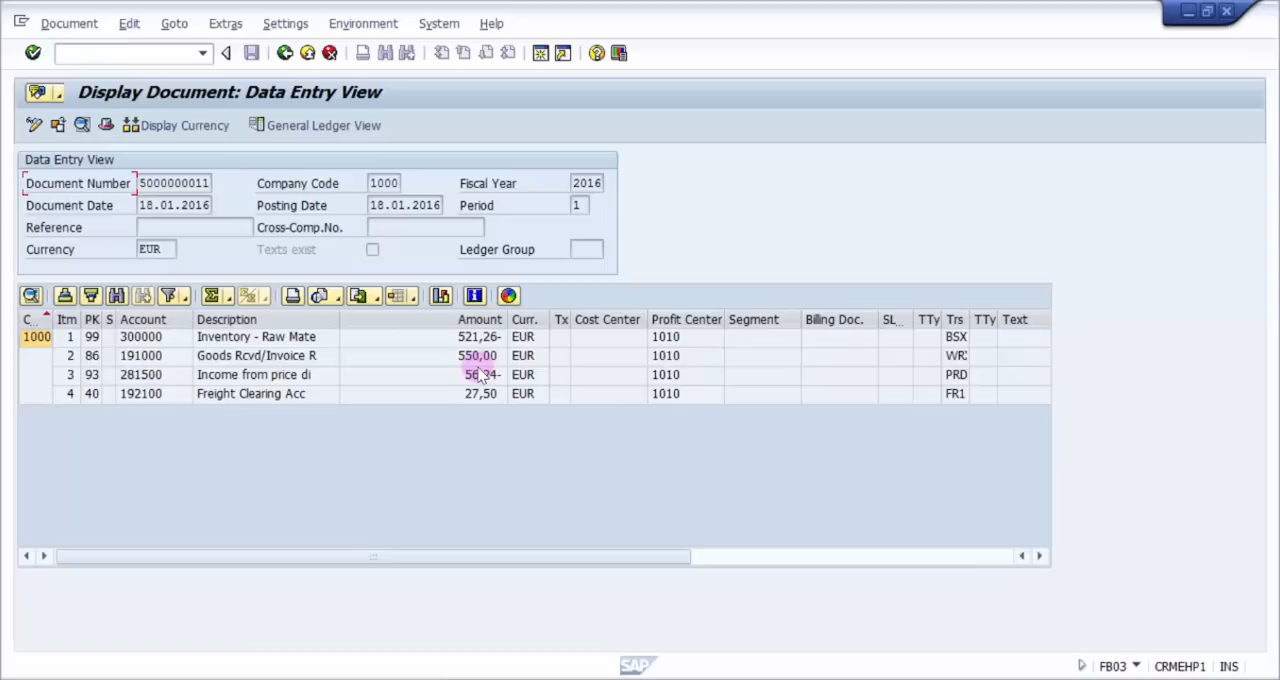 Document Edit Goto Extras Settings Environment System Help
Display Document: Data Entry View
Display Currency General Ledger View
Data Entry View
Document Number 5000000011 Company Code 1000 Fiscal Year 2016
Document Date 18.01.2016 Posting Date 18.01.2016 Period 1
Reference Cross-Comp.No.
Currency EUR Texts exist Ledger Group
C.. Itm PK S Account Description Amount Curr. Tx Cost Center Profit Center Segment Billing Doc. SL... TTy Trs TTy Text
1000 1 99 300000 Inventory - Raw Mate 521,26- EUR 1010 BSX
2 86 191000 Goods Rcvd/Invoice R 550,00 EUR 1010 WR
3 93 281500 Income from price di EUR 1010 PRD
4 40 192100 Freight Clearing Acc 27,50 EUR 1010 FR1
SAP FB03 CRMEHP1 INS